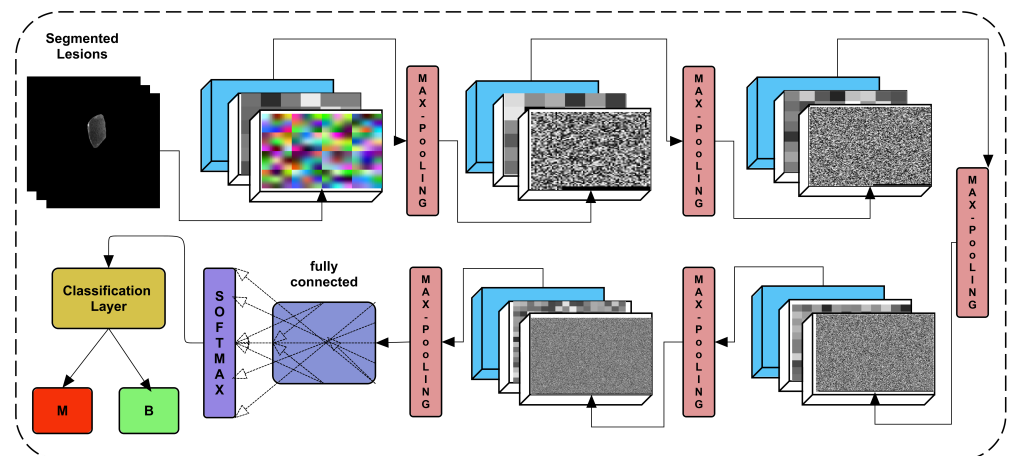 Segmented
Lesions
MAX-PooLING
MAX-PooLING
MAX-PooLING
Classification
Layer
SOFTMAX
fully
connected
MAX-PooLING
MAX-PooLING
M
B